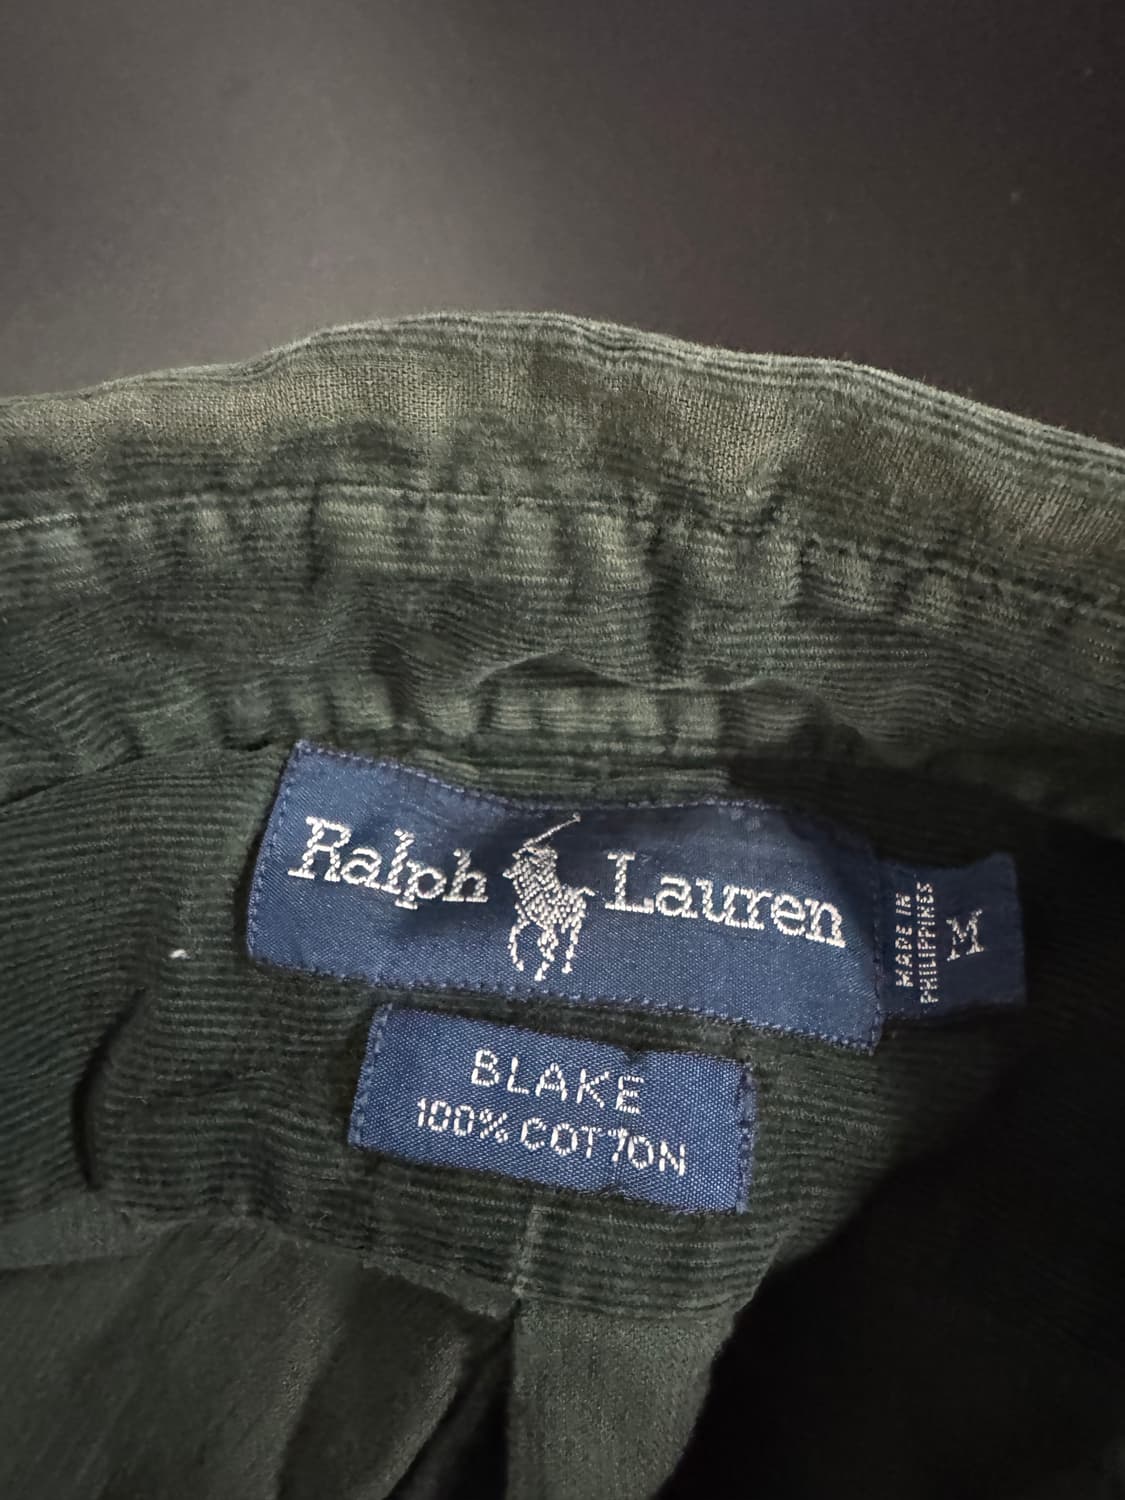 Ralph Lauren
MADE IN
PHILIPPINES
M
BLAKE
100% COTTON